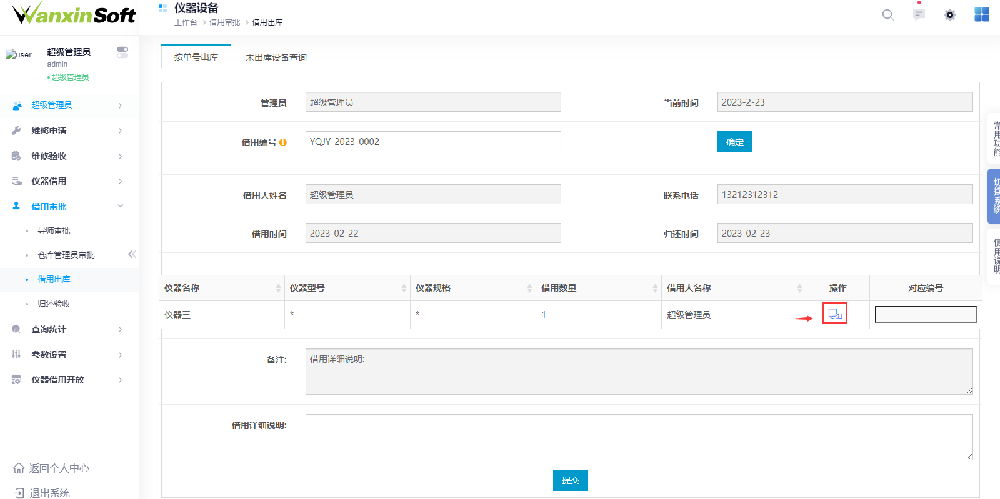 WanxinSoft
仪器设备
工作台 > 借用审批 > 借用出库
user
超级管理员
admin
超级管理员
超级管理员
维修申请
维修验收
仪器借用
借用审批
导师审批
仓库管理员审批
借用出库
归还验收
查询统计
参数设置
仪器借用开放
返回个人中心
退出系统
按单号出库 未出库设备查询
管理员 超级管理员 当前时间 2023-2-23
借用编号 YQJY-2023-0002 确定
借用人姓名 超级管理员 联系电话 13212312312
借用时间 2023-02-22 归还时间 2023-02-23
仪器名称 仪器型号 仪器规格 借用数量 借用人名称 操作 对应编号
仪器三 * * 1 超级管理员
备注: 借用详细说明:
借用详细说明:
提交
常用功能
切换系统
使用说明